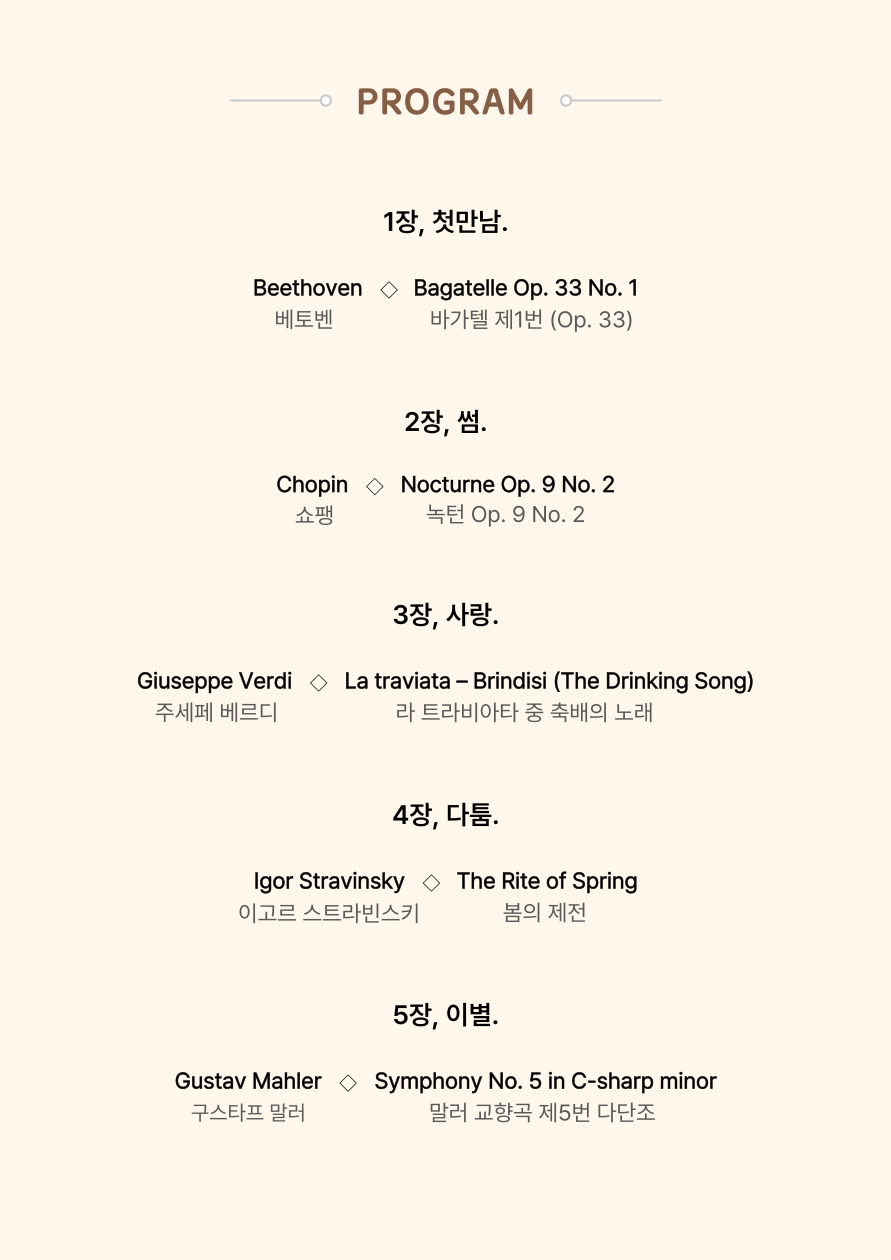 PROGRAM
1장, 첫만남.
Beethoven ◇ Bagatelle Op. 33 No. 1
베토벤 바가텔 제1번 (Op. 33)
2장, 썸.
Chopin ◇ Nocturne Op. 9 No. 2
쇼팽 녹턴 Op. 9 No. 2
3장, 사랑.
Giuseppe Verdi ◇ La traviata – Brindisi (The Drinking Song)
주세페 베르디 라 트라비아타 중 축배의 노래
4장, 다툼.
Igor Stravinsky ◇ The Rite of Spring
이고르 스트라빈스키 봄의 제전
5장, 이별.
Gustav Mahler ◇ Symphony No. 5 in C-sharp minor
구스타프 말러 말러 교향곡 제5번 다단조